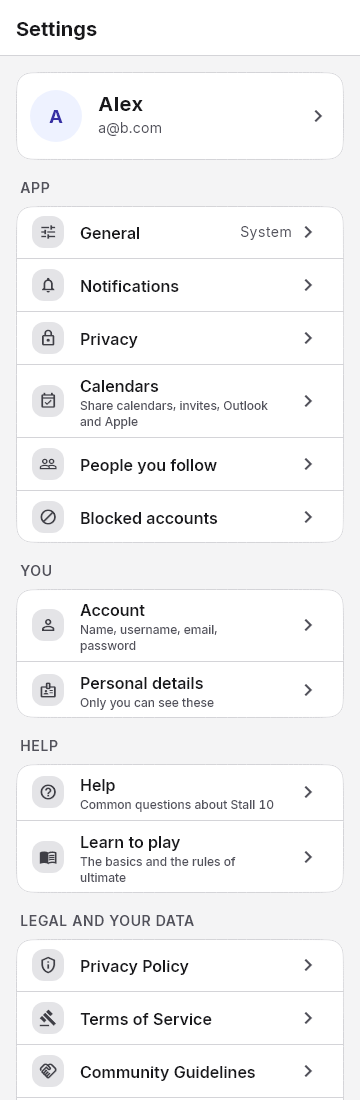 Settings
A
Alex
a@b.com
APP
General
System
Notifications
Privacy
Calendars
Share calendars, invites, Outlook
and Apple
People you follow
Blocked accounts
YOU
Account
Name, username, email,
password
Personal details
Only you can see these
HELP
Help
Common questions about Stall 10
Learn to play
The basics and the rules of
ultimate
LEGAL AND YOUR DATA
Privacy Policy
Terms of Service
Community Guidelines